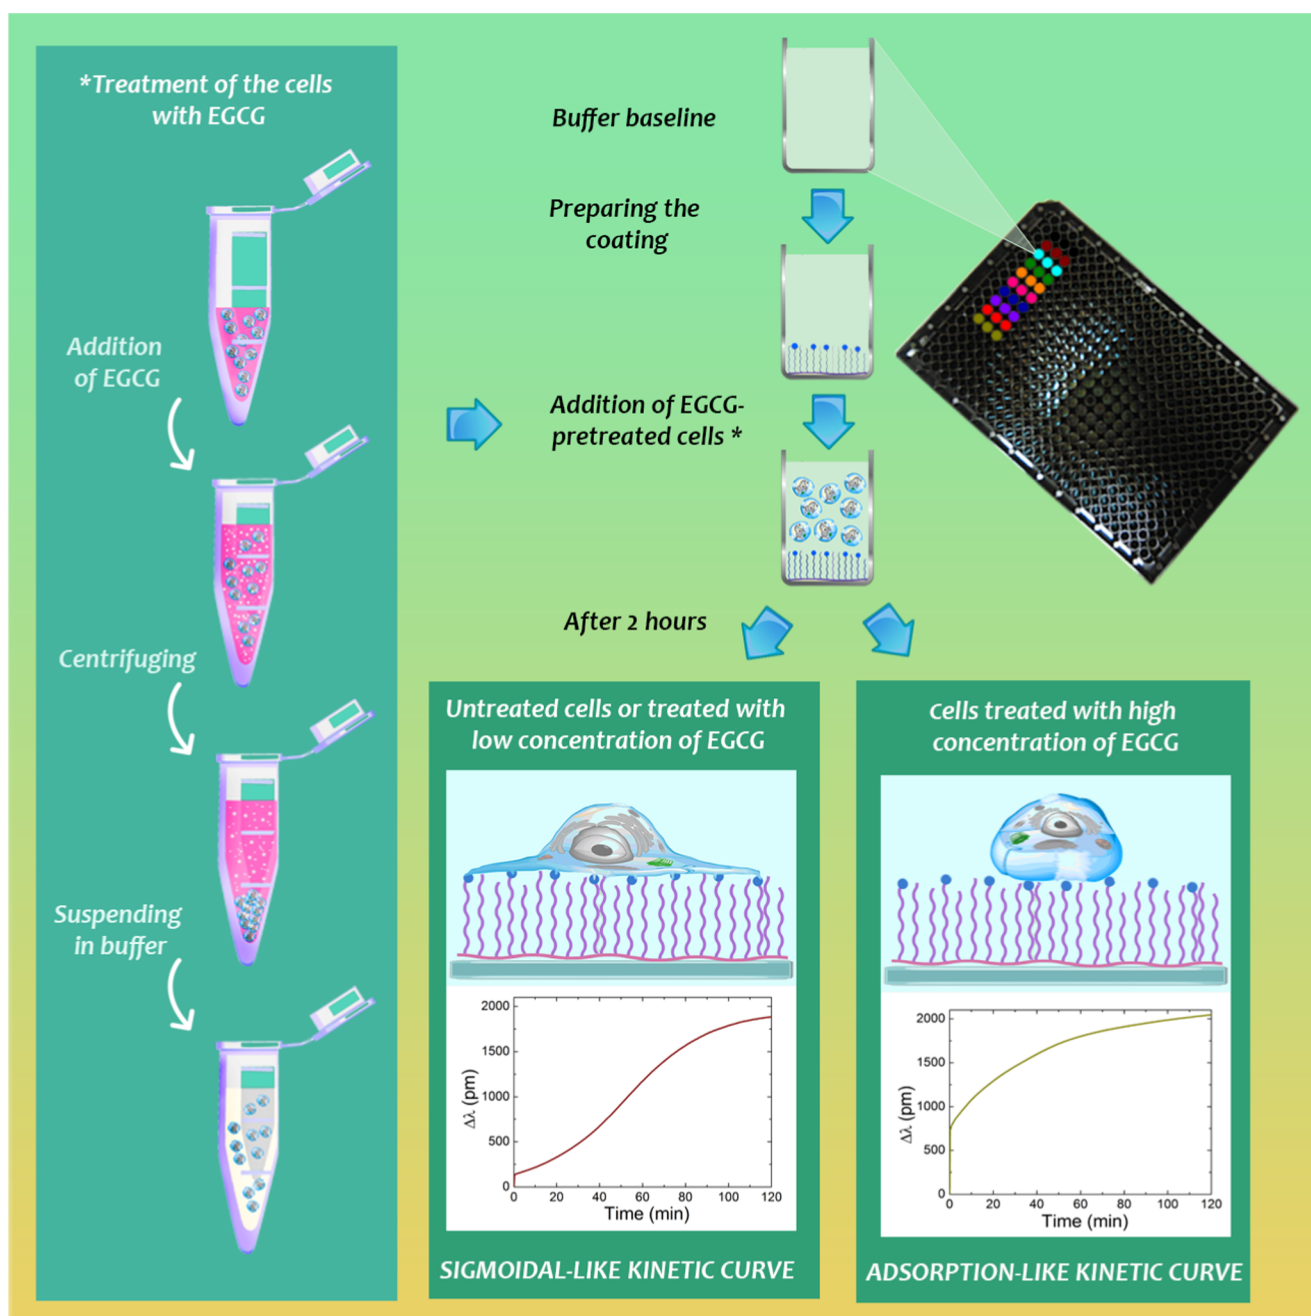 *Treatment of the cells
with EGCG
Addition
of EGCG
Centrifuging
Suspending
in buffer
Buffer baseline
Preparing the
coating
Addition of EGCG-
pretreated cells *
After 2 hours
Untreated cells or treated with
low concentration of EGCG
2000
1500
1000
500
0
Δλ (pm)
0 20 40 60 80 100 120
Time (min)
SIGMOIDAL-LIKE KINETIC CURVE
Cells treated with high
concentration of EGCG
2000
1500
1000
500
0
Δλ (pm)
0 20 40 60 80 100 120
Time (min)
ADSORPTION-LIKE KINETIC CURVE